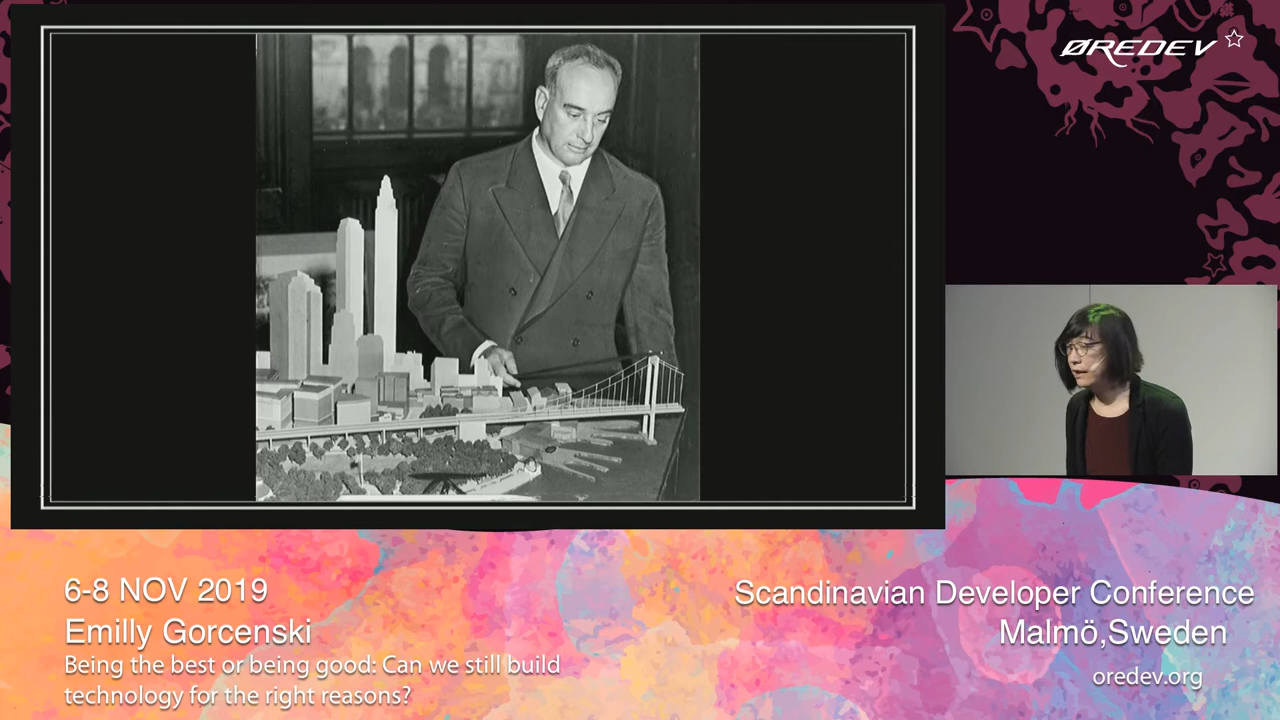 ØREDEV
6-8 NOV 2019
Emilly Gorcenski
Being the best or being good: Can we still build
technology for the right reasons?
Scandinavian Developer Conference
Malmö,Sweden
oredev.org